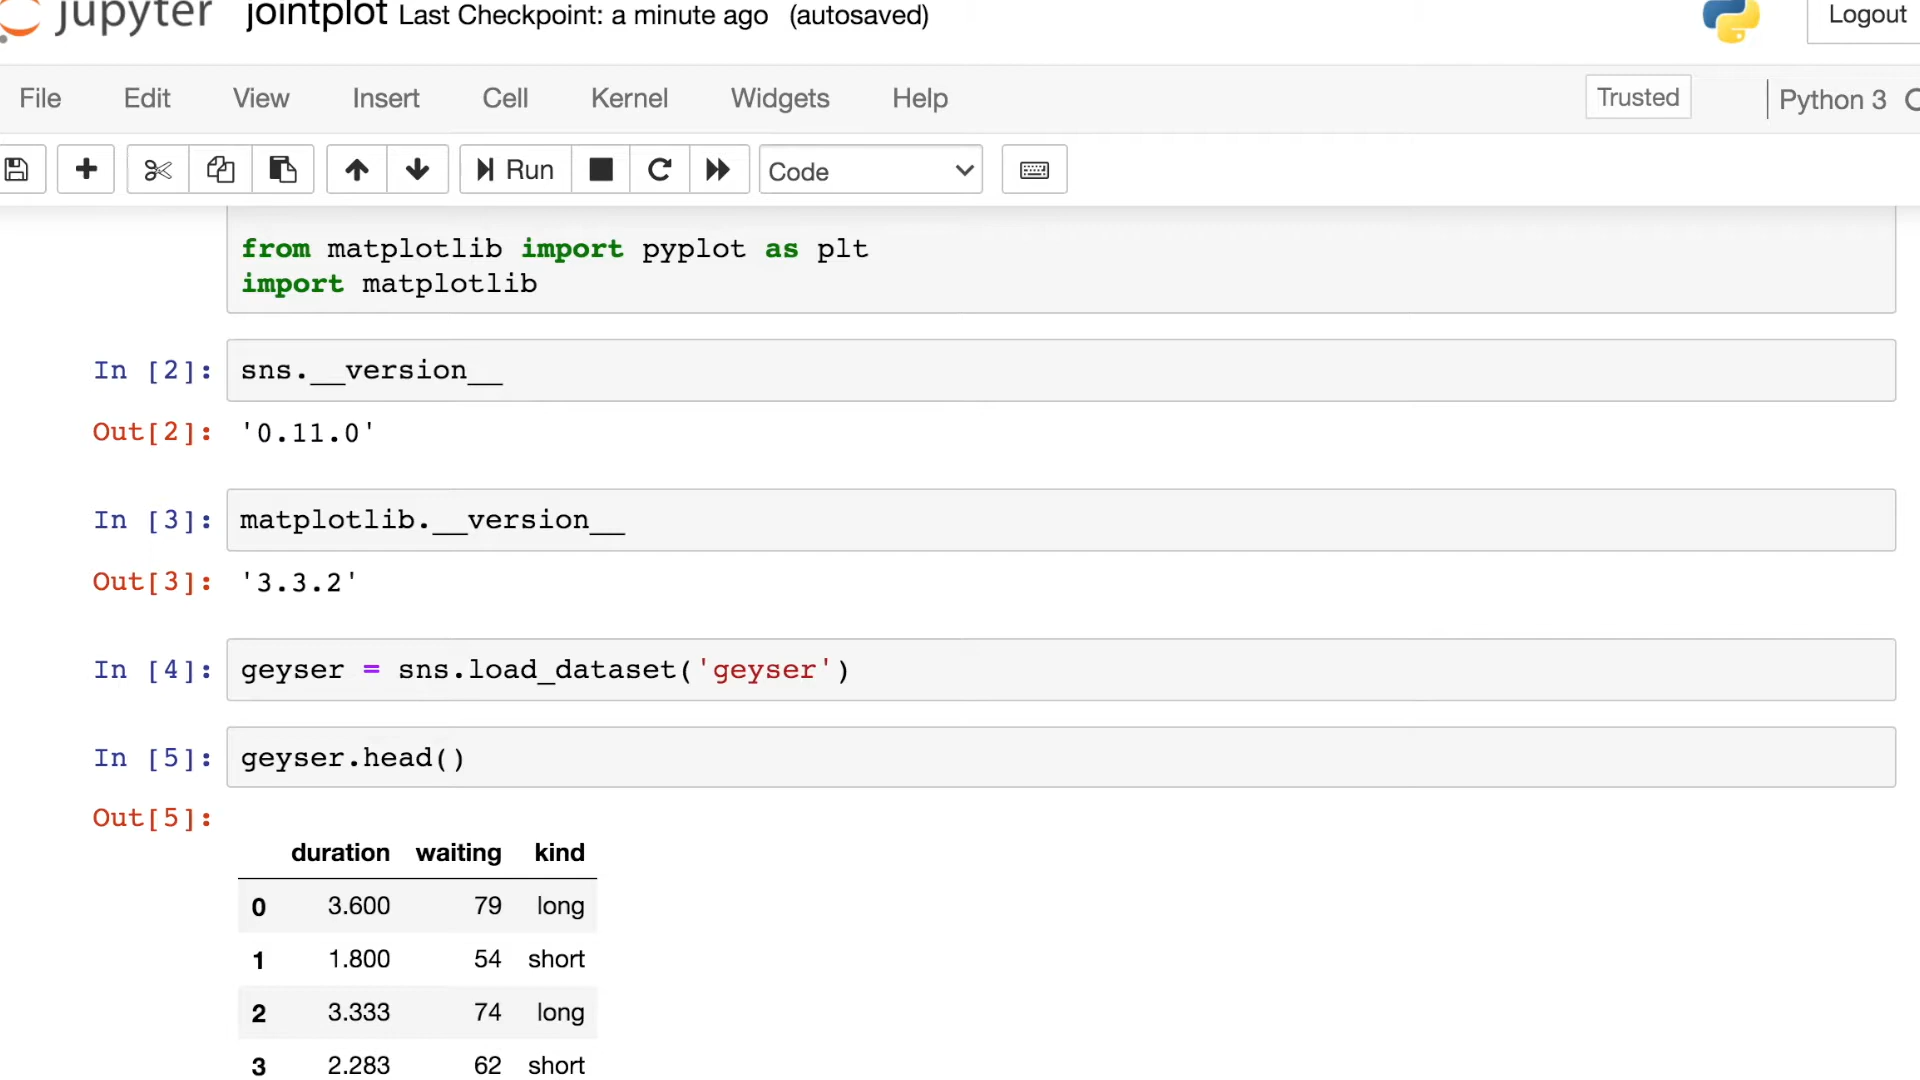 jupyter jointplot Last Checkpoint: a minute ago (autosaved) Logout
File Edit View Insert Cell Kernel Widgets Help Trusted Python 3
Run Code
from matplotlib import pyplot as plt
import matplotlib
In [2]: sns.__version__
Out[2]: '0.11.0'
In [3]: matplotlib.__version__
Out[3]: '3.3.2'
In [4]: geyser = sns.load_dataset('geyser')
In [5]: geyser.head()
Out[5]:
duration waiting kind
0 3.600 79 long
1 1.800 54 short
2 3.333 74 long
3 2.283 62 short